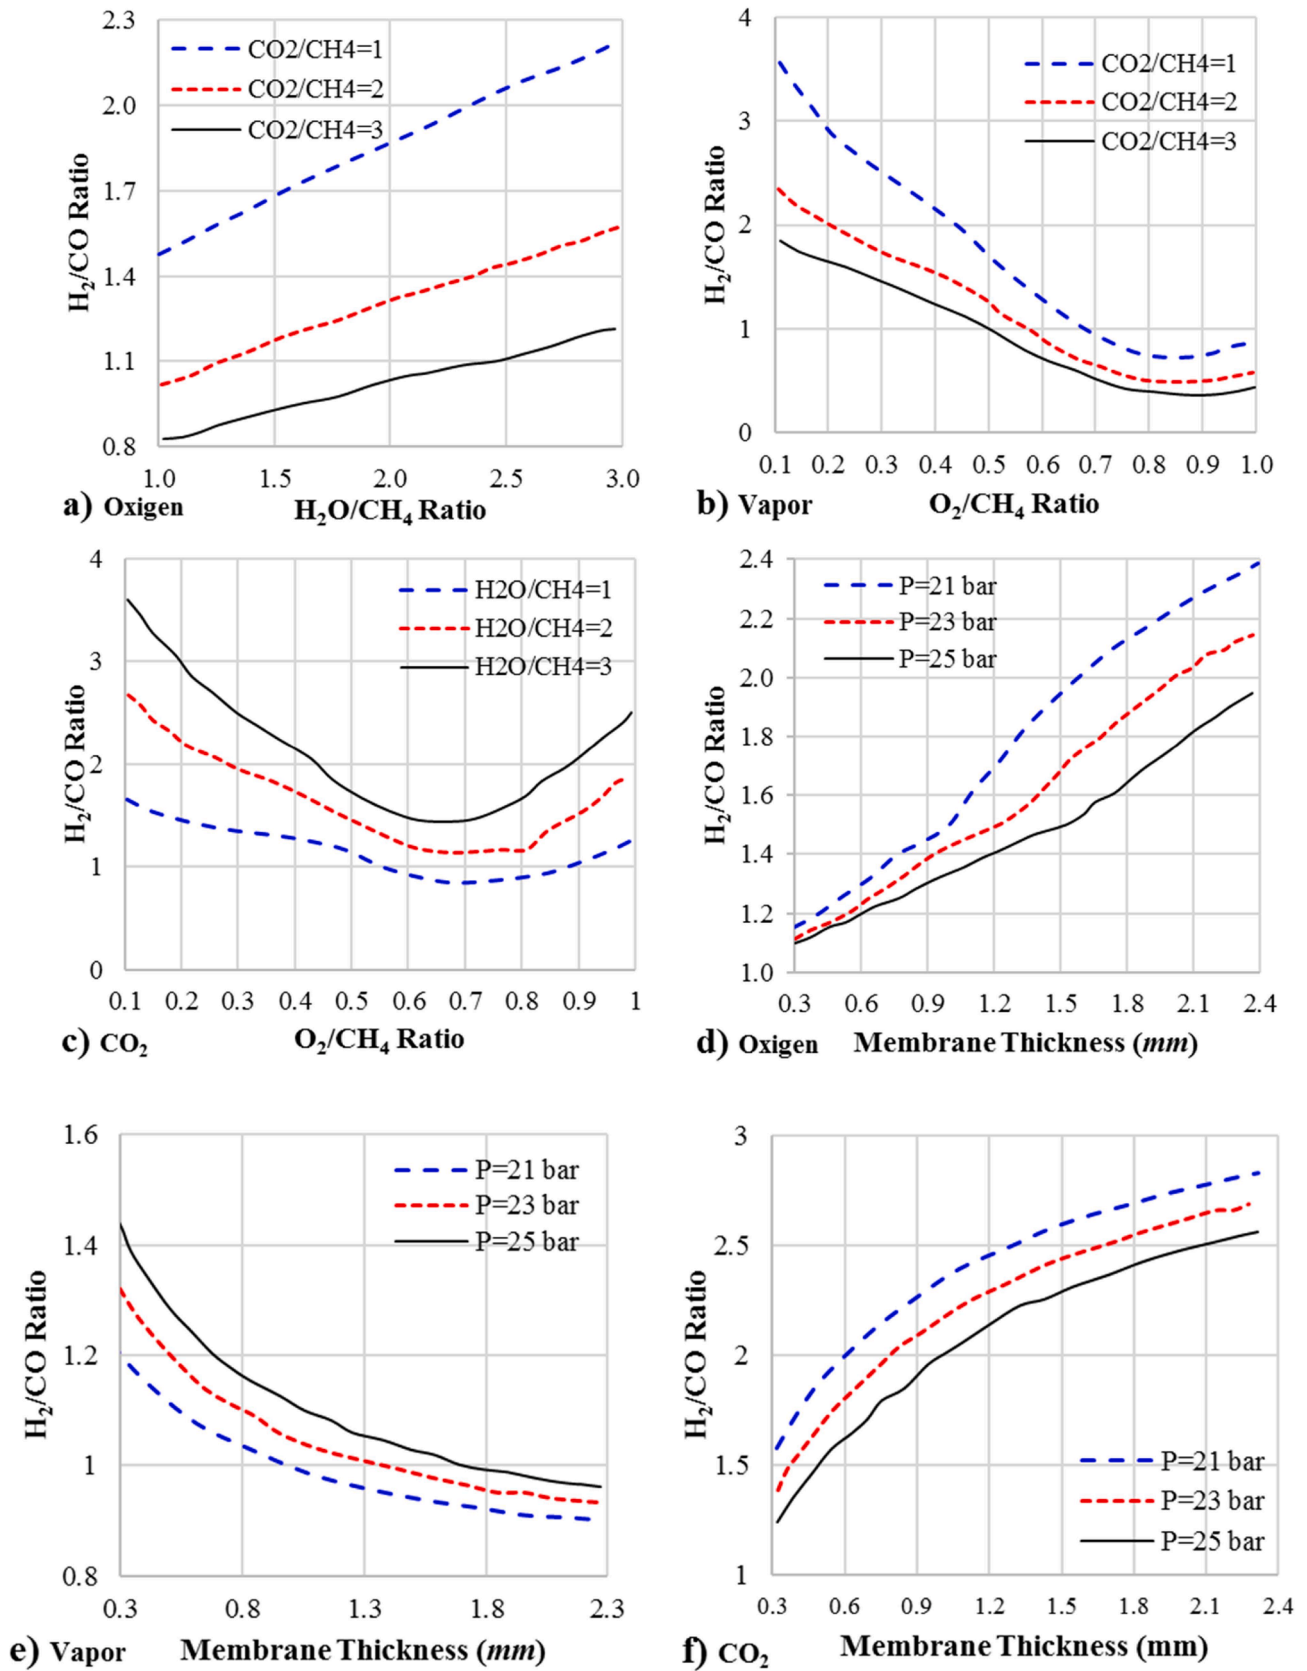 2.3
2.0
1.7
1.4
1.1
0.8
H₂/CO Ratio
CO2/CH4=1
CO2/CH4=2
CO2/CH4=3
1.0 1.5 2.0 2.5 3.0
a) Oxigen H₂O/CH₄ Ratio
4
3
2
1
0
H₂/CO Ratio
CO2/CH4=1
CO2/CH4=2
CO2/CH4=3
0.1 0.2 0.3 0.4 0.5 0.6 0.7 0.8 0.9 1.0
b) Vapor O₂/CH₄ Ratio
4
3
2
1
0
H₂/CO Ratio
H2O/CH4=1
H2O/CH4=2
H2O/CH4=3
0.1 0.2 0.3 0.4 0.5 0.6 0.7 0.8 0.9 1
c) CO₂ O₂/CH₄ Ratio
2.4
2.2
2.0
1.8
1.6
1.4
1.2
1.0
H₂/CO Ratio
P=21 bar
P=23 bar
P=25 bar
0.3 0.6 0.9 1.2 1.5 1.8 2.1 2.4
d) Oxigen Membrane Thickness (mm)
1.6
1.4
1.2
1
0.8
H₂/CO Ratio
P=21 bar
P=23 bar
P=25 bar
0.3 0.8 1.3 1.8 2.3
e) Vapor Membrane Thickness (mm)
3
2.5
2
1.5
1
H₂/CO Ratio
P=21 bar
P=23 bar
P=25 bar
0.3 0.6 0.9 1.2 1.5 1.8 2.1 2.4
f) CO₂ Membrane Thickness (mm)